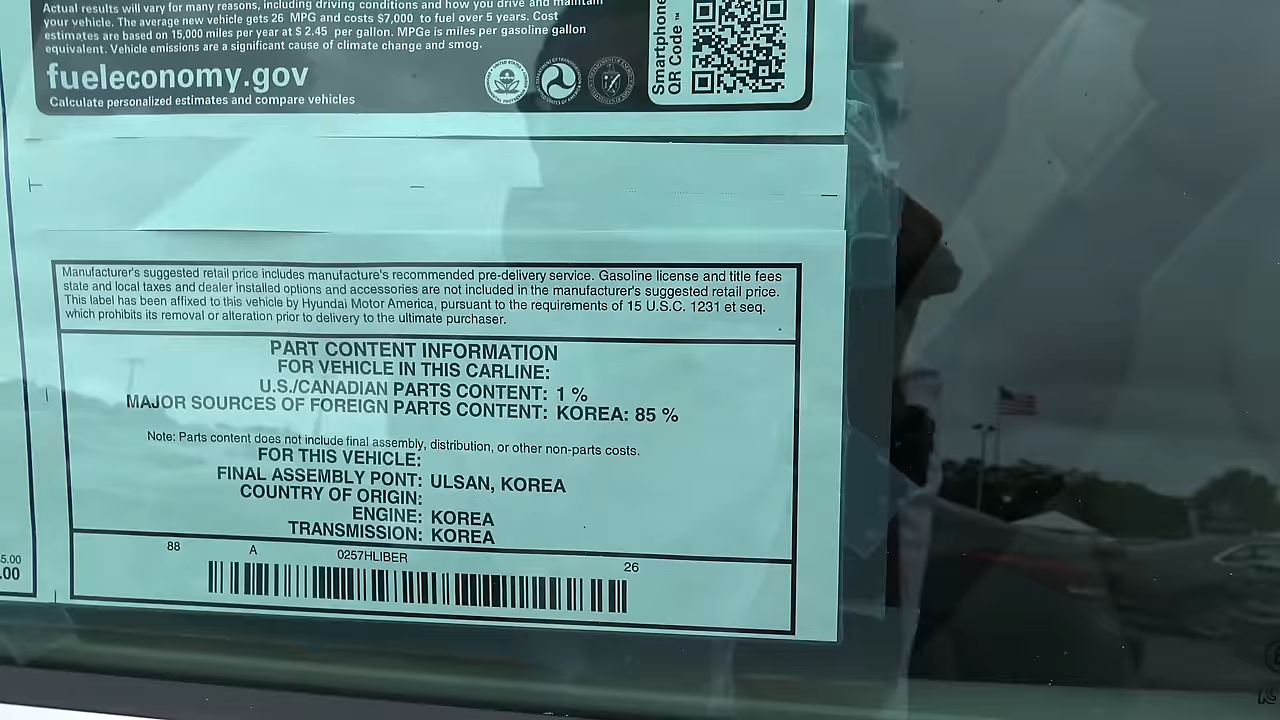 Actual results will vary for many reasons, including driving conditions and how you drive and maintain
your vehicle. The average new vehicle gets 26 MPG and costs $7,000 to fuel over 5 years. Cost
estimates are based on 15,000 miles per year at $ 2.45 per gallon. MPGe is miles per gasoline gallon
equivalent. Vehicle emissions are a significant cause of climate change and smog.
fueleconomy.gov
Calculate personalized estimates and compare vehicles
Smartphone
QR Code ™
Manufacturer's suggested retail price includes manufacture's recommended pre-delivery service. Gasoline license and title fees
state and local taxes and dealer installed options and accessories are not included in the manufacturer's suggested retail price.
This label has been affixed to this vehicle by Hyundai Motor America, pursuant to the requirements of 15 U.S.C. 1231 et seq.
which prohibits its removal or alteration prior to delivery to the ultimate purchaser.
PART CONTENT INFORMATION
FOR VEHICLE IN THIS CARLINE:
U.S./CANADIAN PARTS CONTENT: 1 %
MAJOR SOURCES OF FOREIGN PARTS CONTENT: KOREA: 85 %
Note: Parts content does not include final assembly, distribution, or other non-parts costs.
FOR THIS VEHICLE:
FINAL ASSEMBLY PONT: ULSAN, KOREA
COUNTRY OF ORIGIN:
ENGINE: KOREA
TRANSMISSION: KOREA
88 A 0257HLIBER 26
5.00
.00